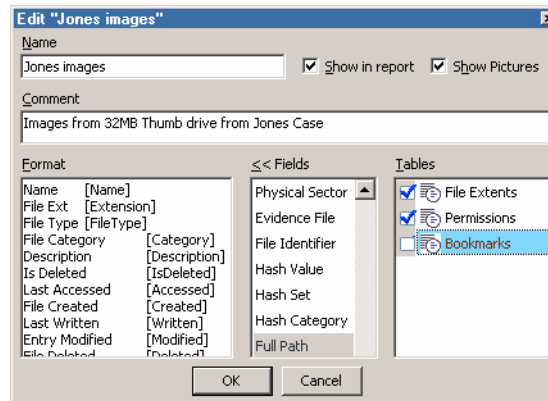 Edit "Jones images"
Name
Jones images
Show in report
Show Pictures
Comment
Images from 32MB Thumb drive from Jones Case
Format
Name [Name]
File Ext [Extension]
File Type [FileType]
File Category [Category]
Description [Description]
Is Deleted [IsDeleted]
Last Accessed [Accessed]
File Created [Created]
Last Written [Written]
Entry Modified [Modified]
File Deleted [Deleted]
<< Fields
Physical Sector
Evidence File
File Identifier
Hash Value
Hash Set
Hash Category
Full Path
Tables
File Extents
Permissions
Bookmarks
OK
Cancel